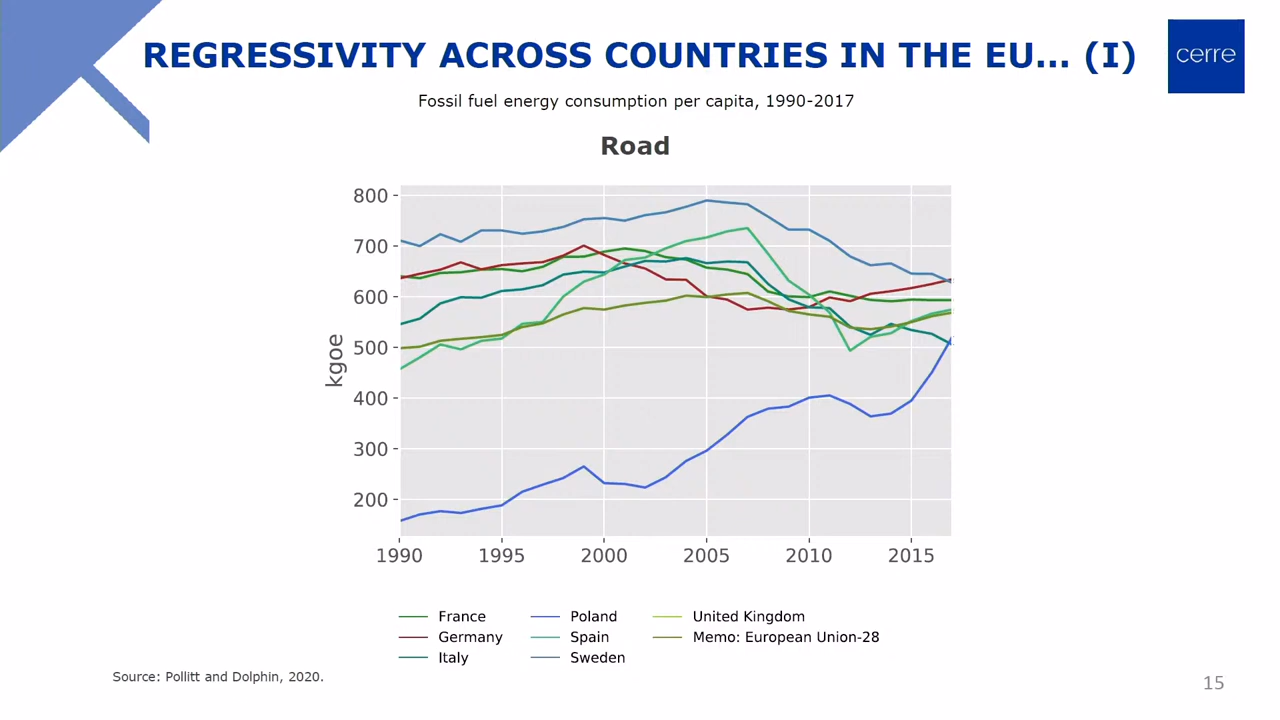 REGRESSIVITY ACROSS COUNTRIES IN THE EU... (I)
cerre
Fossil fuel energy consumption per capita, 1990-2017
Road
800
700
600
500
400
300
200
kgoe
1990 1995 2000 2005 2010 2015
France Poland United Kingdom
Germany Spain Memo: European Union-28
Italy Sweden
Source: Pollitt and Dolphin, 2020.
15